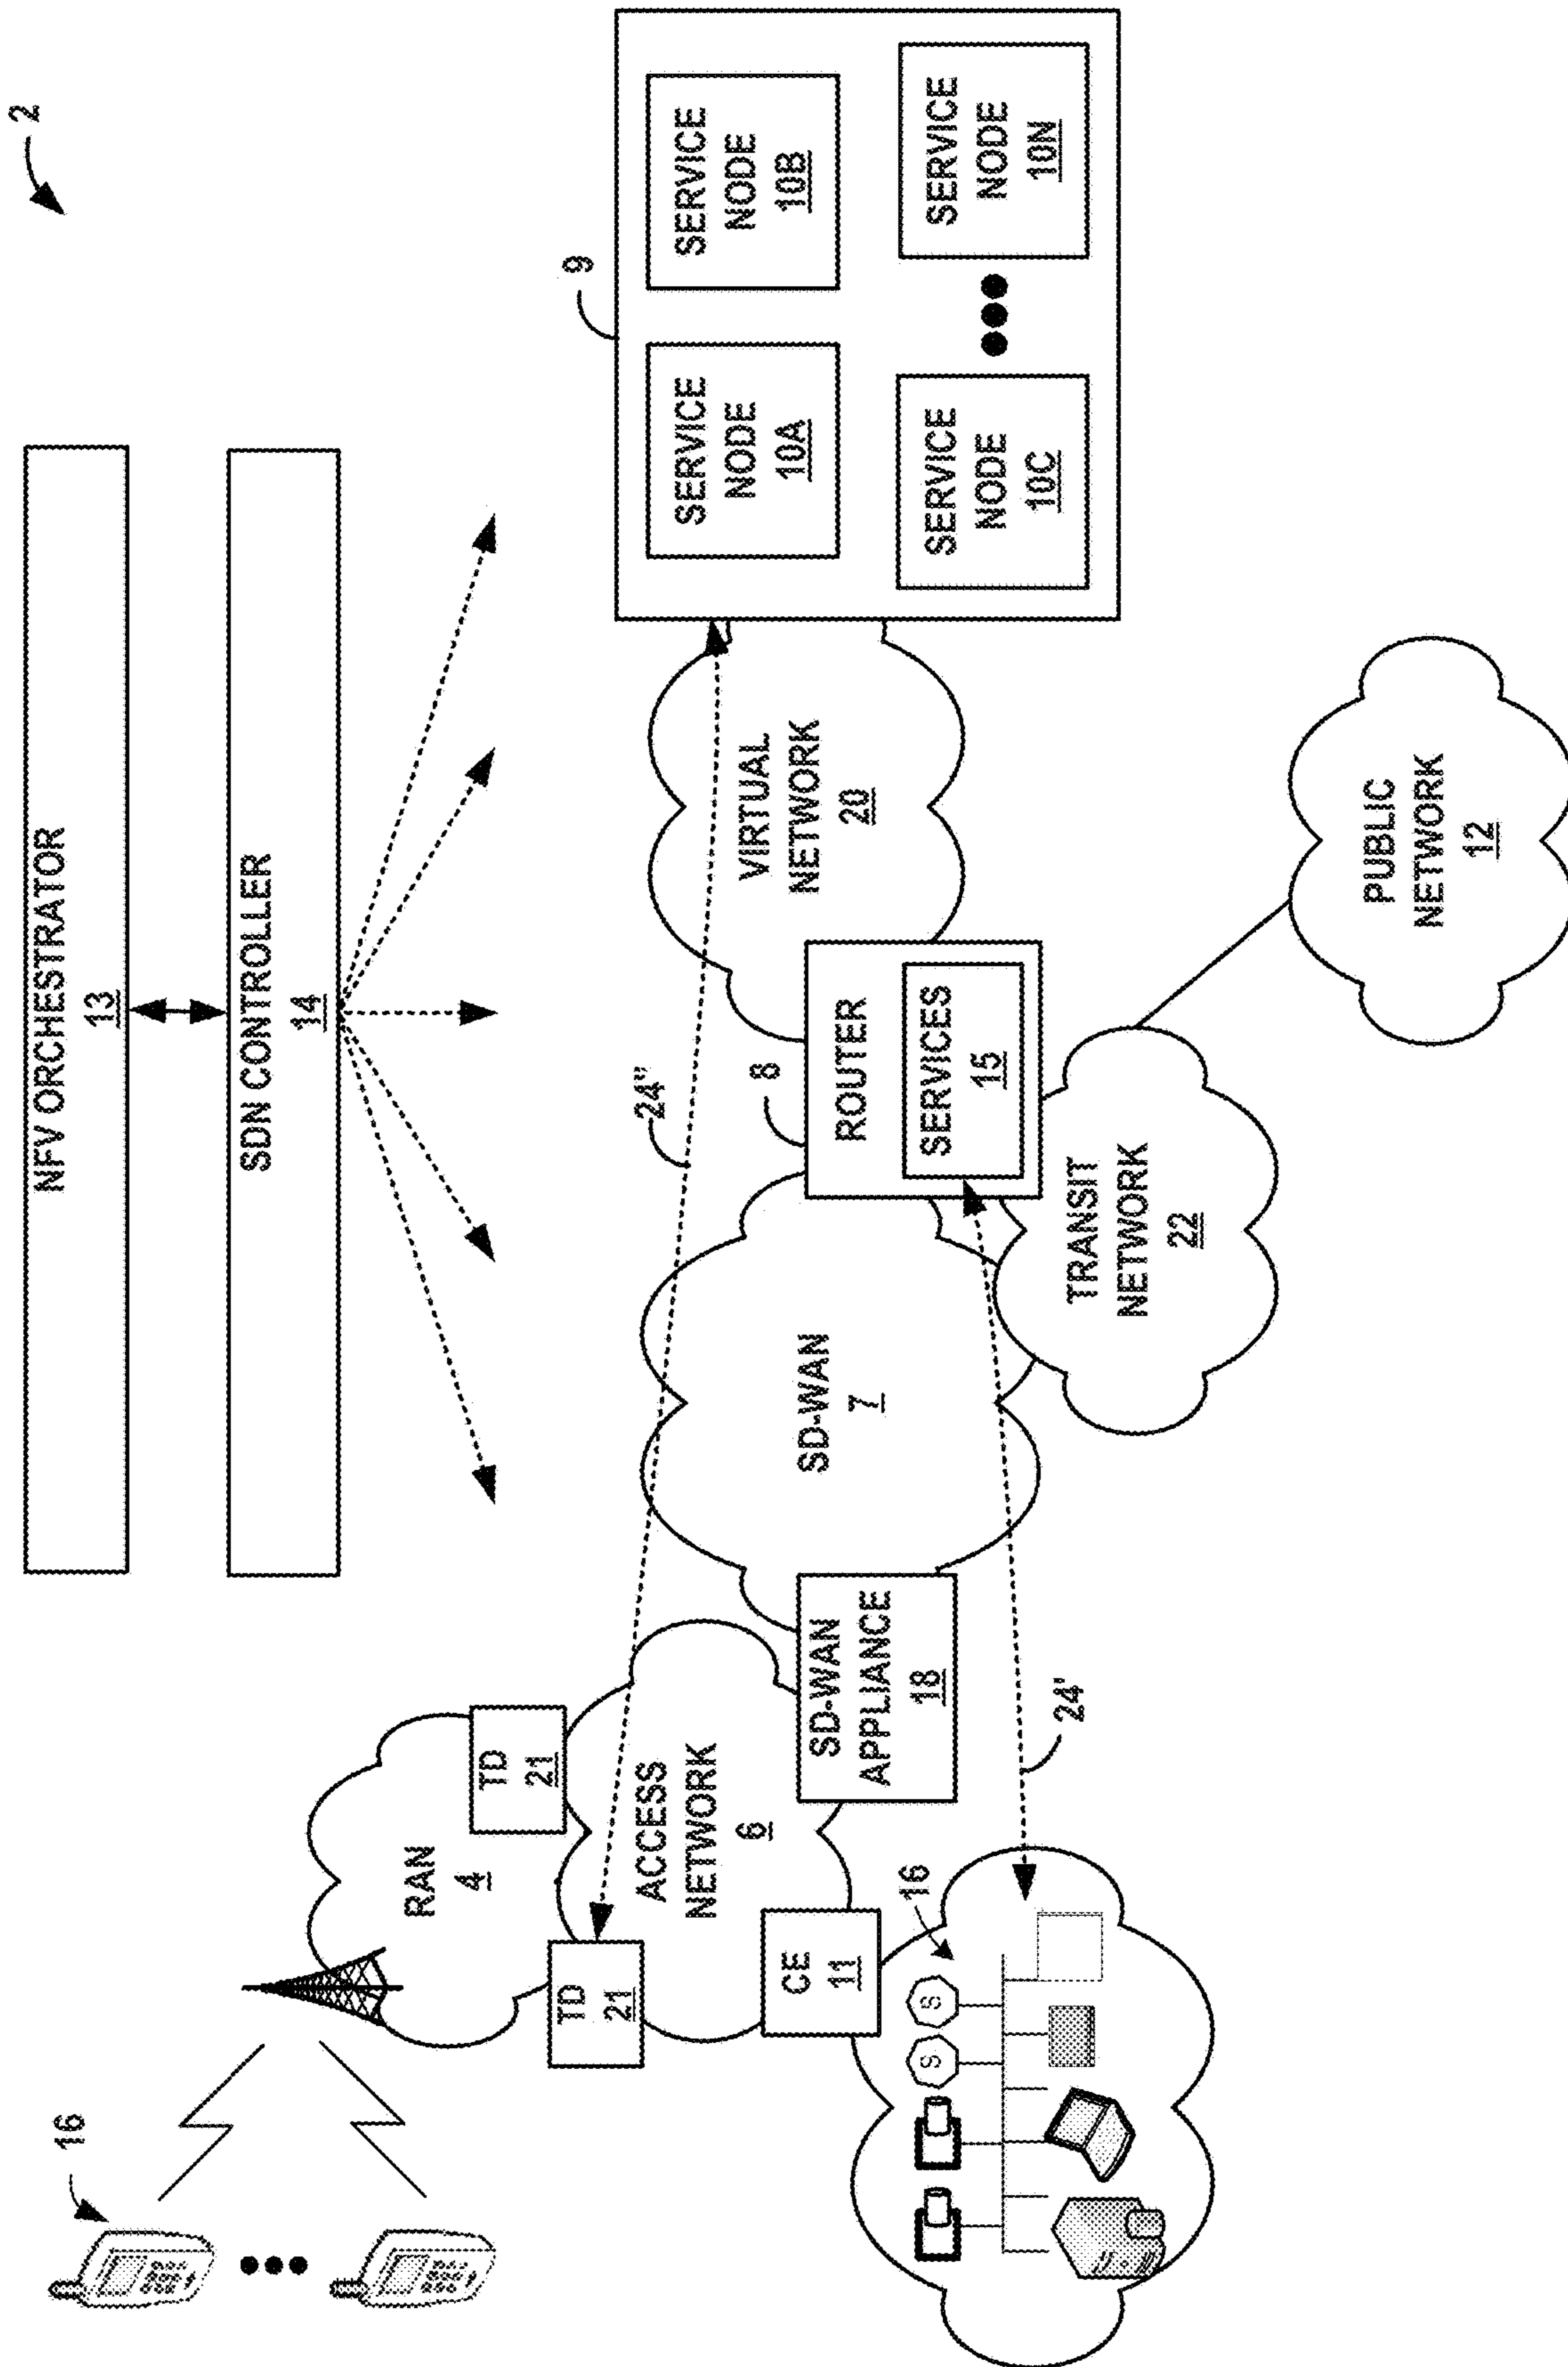 2
NFV ORCHESTRATOR
13
SDN CONTROLLER
14
16
RAN
4
TD
21
TD
21
ACCESS
NETWORK
6
CE
11
SD-WAN
APPLIANCE
18
SD-WAN
7
24"
8
ROUTER
SERVICES
15
VIRTUAL
NETWORK
20
9
SERVICE
NODE
10A
SERVICE
NODE
10B
SERVICE
NODE
10C
SERVICE
NODE
10N
16
S
S
24'
TRANSIT
NETWORK
22
PUBLIC
NETWORK
12